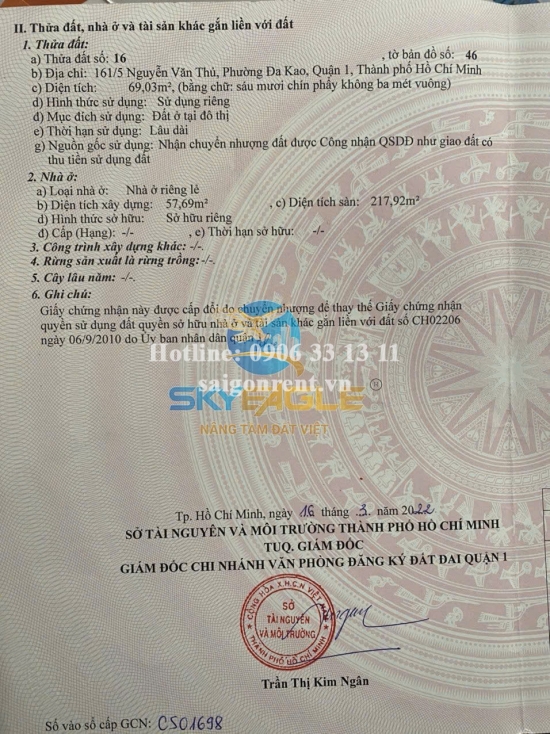 II. Thửa đất, nhà ở và tài sản khác gắn liền với đất
1. Thửa đất:
a) Thửa đất số: 16 , tờ bản đồ số: 46
b) Địa chỉ: 161/5 Nguyễn Văn Thủ, Phường Đa Kao, Quận 1, Thành phố Hồ Chí Minh
c) Diện tích: 69,03m², (bằng chữ: sáu mươi chín phẩy không ba mét vuông)
d) Hình thức sử dụng: Sử dụng riêng
đ) Mục đích sử dụng: Đất ở tại đô thị
e) Thời hạn sử dụng: Lâu dài
g) Nguồn gốc sử dụng: Nhận chuyển nhượng đất được Công nhận QSDĐ như giao đất có
thu tiền sử dụng đất
2. Nhà ở:
a) Loại nhà ở: Nhà ở riêng lẻ
b) Diện tích xây dựng: 57,69m² , c) Diện tích sàn: 217,92m²
d) Hình thức sở hữu: Sở hữu riêng
đ) Cấp (Hạng): -/- , e) Thời hạn sở hữu: -/-
3. Công trình xây dựng khác: -/-.
4. Rừng sản xuất là rừng trồng: -/-.
5. Cây lâu năm: -/-.
6. Ghi chú:
Giấy chứng nhận này được cấp đổi do chuyển nhượng để thay thế Giấy chứng nhận
quyền sử dụng đất quyền sở hữu nhà ở và tài sản khác gắn liền với đất số CH02206
ngày 06/9/2010 do Ủy ban nhân dân quận 1./.
Hotline: 0906 33 13 11
saigonrent.vn
SKYEAGLE ®
NÂNG TẦM ĐẤT VIỆT
Tp. Hồ Chí Minh, ngày 16 tháng .3. năm 2022
SỞ TÀI NGUYÊN VÀ MÔI TRƯỜNG THÀNH PHỐ HỒ CHÍ MINH
TUQ. GIÁM ĐỐC
GIÁM ĐỐC CHI NHÁNH VĂN PHÒNG ĐĂNG KÝ ĐẤT ĐAI QUẬN 1
CỘNG HÒA X.H.C.N VIỆT NAM
SỞ
TÀI NGUYÊN
VÀ MÔI TRƯỜNG
THÀNH PHỐ HỒ CHÍ MINH
Trần Thị Kim Ngân
Số vào sổ cấp GCN: CS01698